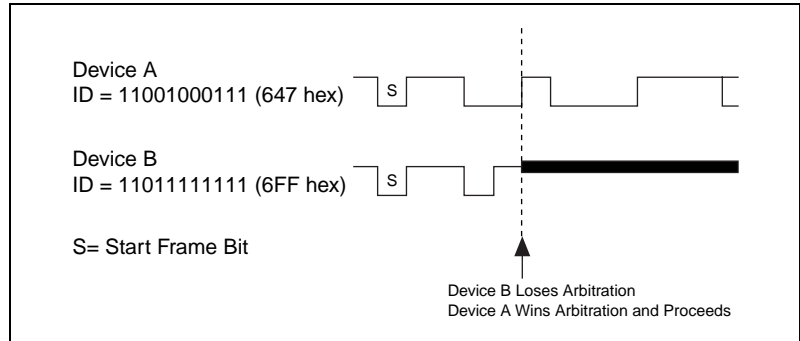 Device A
ID = 11001000111 (647 hex)
S
Device B
ID = 11011111111 (6FF hex)
S
S= Start Frame Bit
Device B Loses Arbitration
Device A Wins Arbitration and Proceeds